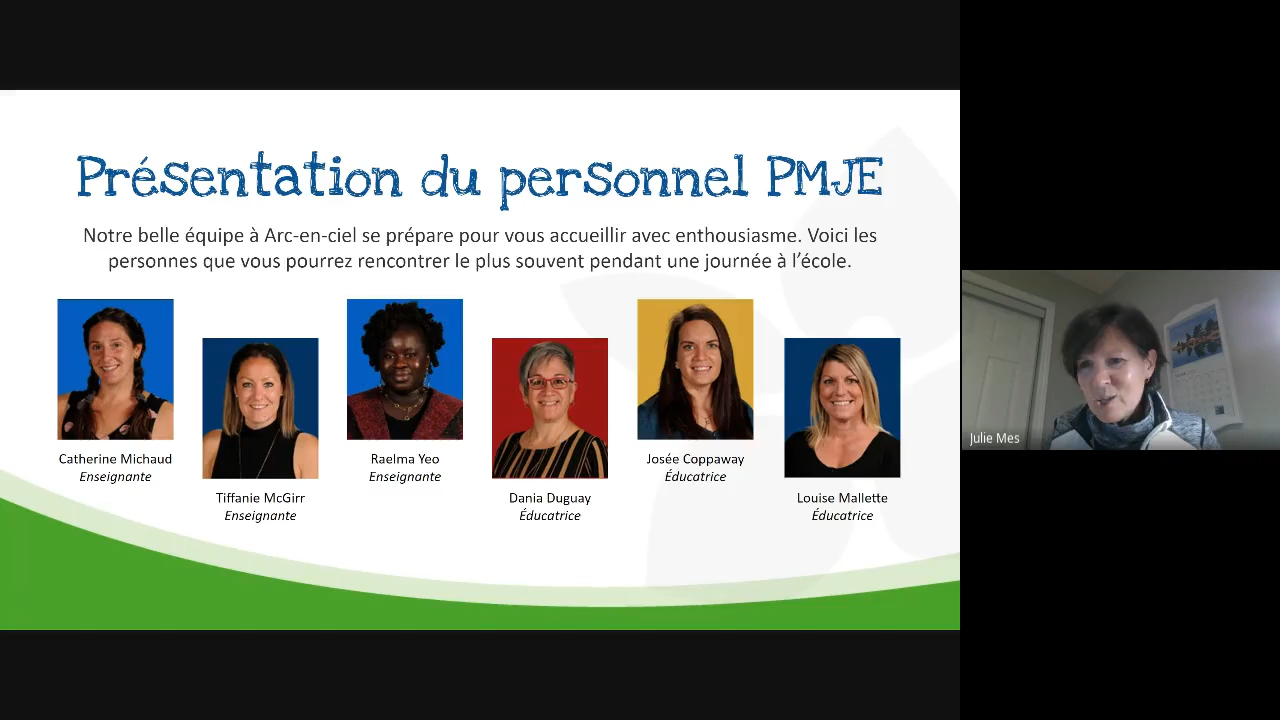 Présentation du personnel PMJE
Notre belle équipe à Arc-en-ciel se prépare pour vous accueillir avec enthousiasme. Voici les
personnes que vous pourrez rencontrer le plus souvent pendant une journée à l'école.
Catherine Michaud
Enseignante
Tiffanie McGirr
Enseignante
Raelma Yeo
Enseignante
Dania Duguay
Éducatrice
Josée Coppaway
Éducatrice
Louise Mallette
Éducatrice
Julie Mes